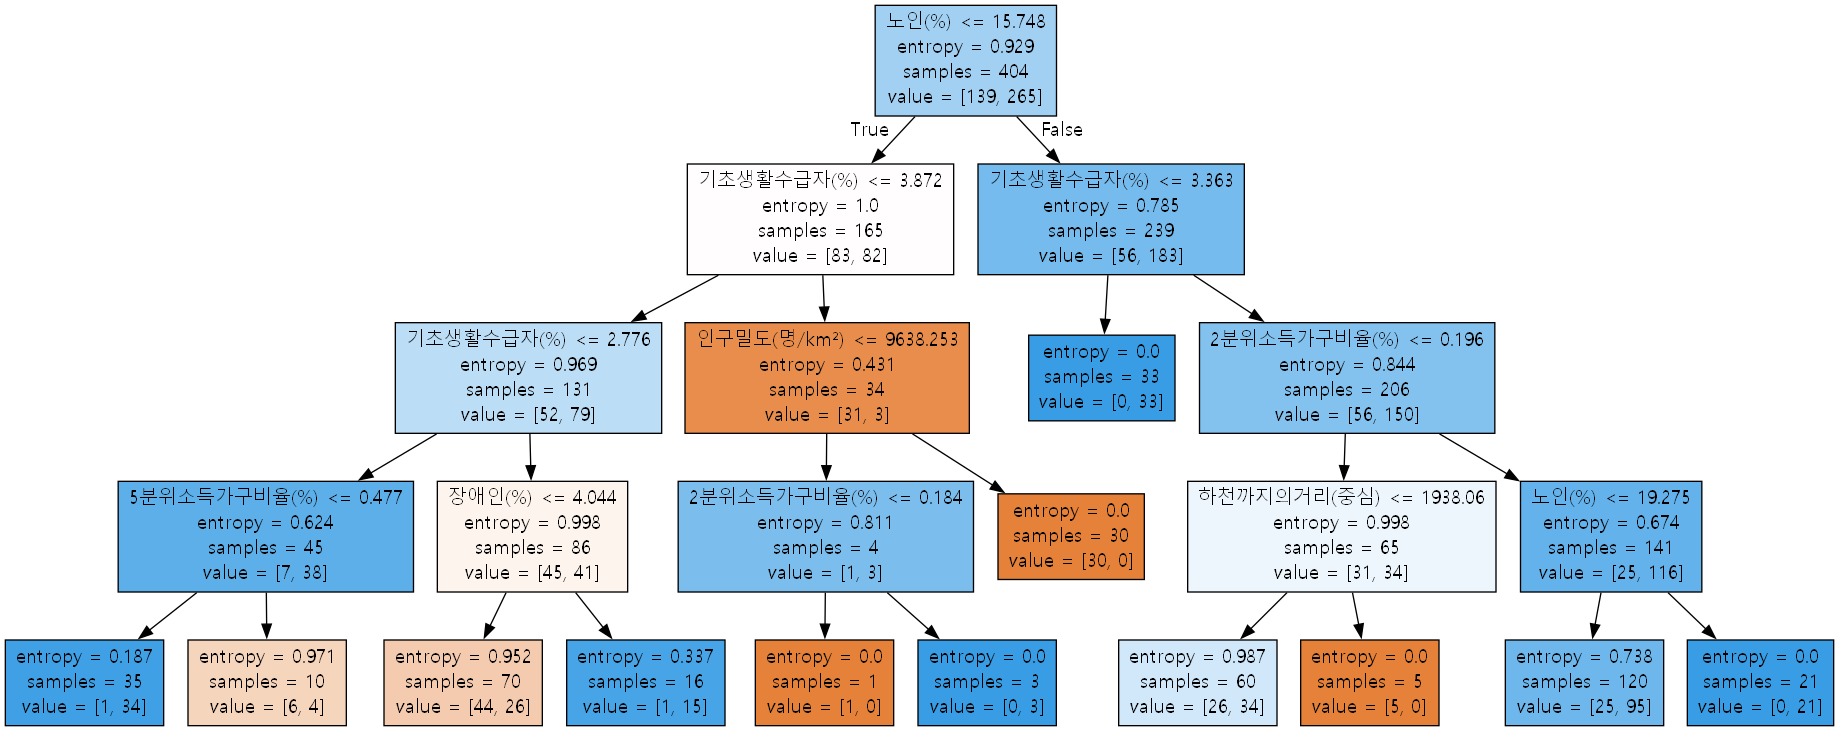 노인(%) <= 15.748
entropy = 0.929
samples = 404
value = [139, 265]
True
False
기초생활수급자(%) <= 3.872
entropy = 1.0
samples = 165
value = [83, 82]
기초생활수급자(%) <= 3.363
entropy = 0.785
samples = 239
value = [56, 183]
기초생활수급자(%) <= 2.776
entropy = 0.969
samples = 131
value = [52, 79]
인구밀도(명/km²) <= 9638.253
entropy = 0.431
samples = 34
value = [31, 3]
entropy = 0.0
samples = 33
value = [0, 33]
2분위소득가구비율(%) <= 0.196
entropy = 0.844
samples = 206
value = [56, 150]
5분위소득가구비율(%) <= 0.477
entropy = 0.624
samples = 45
value = [7, 38]
장애인(%) <= 4.044
entropy = 0.998
samples = 86
value = [45, 41]
2분위소득가구비율(%) <= 0.184
entropy = 0.811
samples = 4
value = [1, 3]
entropy = 0.0
samples = 30
value = [30, 0]
하천까지의거리(중심) <= 1938.06
entropy = 0.998
samples = 65
value = [31, 34]
노인(%) <= 19.275
entropy = 0.674
samples = 141
value = [25, 116]
entropy = 0.187
samples = 35
value = [1, 34]
entropy = 0.971
samples = 10
value = [6, 4]
entropy = 0.952
samples = 70
value = [44, 26]
entropy = 0.337
samples = 16
value = [1, 15]
entropy = 0.0
samples = 1
value = [1, 0]
entropy = 0.0
samples = 3
value = [0, 3]
entropy = 0.987
samples = 60
value = [26, 34]
entropy = 0.0
samples = 5
value = [5, 0]
entropy = 0.738
samples = 120
value = [25, 95]
entropy = 0.0
samples = 21
value = [0, 21]